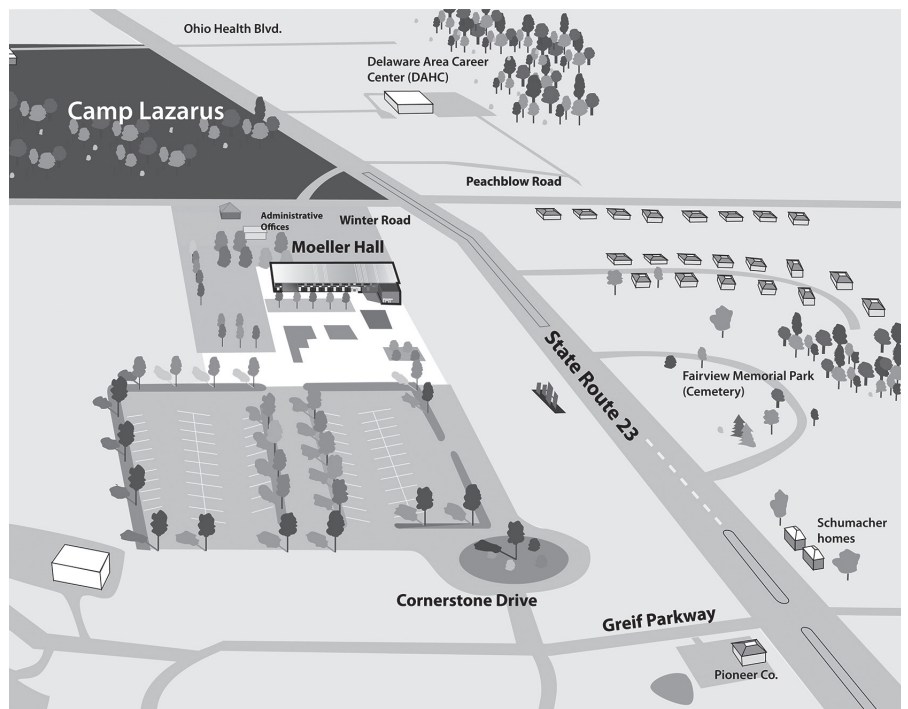 Ohio Health Blvd.
Delaware Area Career
Center (DAHC)
Camp Lazarus
Peachblow Road
Administrative
Offices
Winter Road
Moeller Hall
State Route 23
Fairview Memorial Park
(Cemetery)
Schumacher
homes
Cornerstone Drive
Greif Parkway
Pioneer Co.